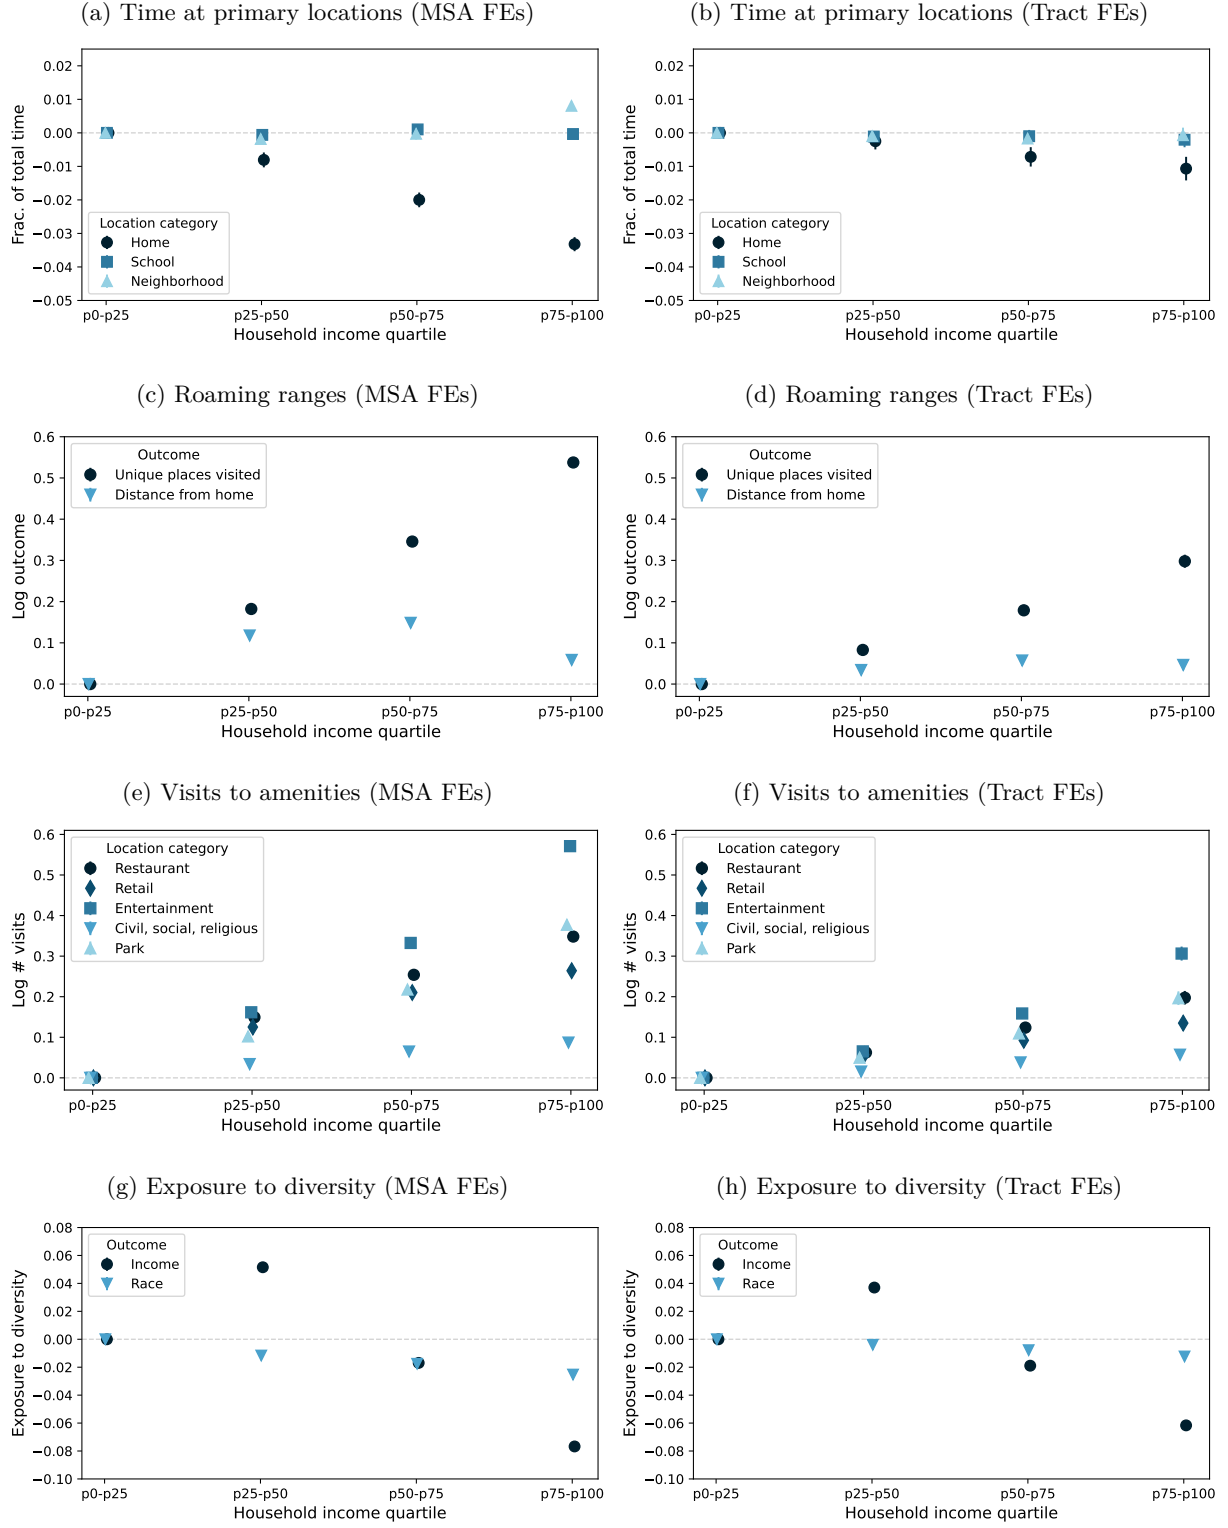 (a) Time at primary locations (MSA FEs)
0.02
0.01
0.00
−0.01
−0.02
−0.03
−0.04
−0.05
Frac. of total time
Location category
Home
School
Neighborhood
p0-p25 p25-p50 p50-p75 p75-p100
Household income quartile
(b) Time at primary locations (Tract FEs)
0.02
0.01
0.00
−0.01
−0.02
−0.03
−0.04
−0.05
Frac. of total time
Location category
Home
School
Neighborhood
p0-p25 p25-p50 p50-p75 p75-p100
Household income quartile
(c) Roaming ranges (MSA FEs)
0.6
0.5
0.4
0.3
0.2
0.1
0.0
Log outcome
Outcome
Unique places visited
Distance from home
p0-p25 p25-p50 p50-p75 p75-p100
Household income quartile
(d) Roaming ranges (Tract FEs)
0.6
0.5
0.4
0.3
0.2
0.1
0.0
Log outcome
Outcome
Unique places visited
Distance from home
p0-p25 p25-p50 p50-p75 p75-p100
Household income quartile
(e) Visits to amenities (MSA FEs)
0.6
0.5
0.4
0.3
0.2
0.1
0.0
Log # visits
Location category
Restaurant
Retail
Entertainment
Civil, social, religious
Park
p0-p25 p25-p50 p50-p75 p75-p100
Household income quartile
(f) Visits to amenities (Tract FEs)
0.6
0.5
0.4
0.3
0.2
0.1
0.0
Log # visits
Location category
Restaurant
Retail
Entertainment
Civil, social, religious
Park
p0-p25 p25-p50 p50-p75 p75-p100
Household income quartile
(g) Exposure to diversity (MSA FEs)
0.08
0.06
0.04
0.02
0.00
−0.02
−0.04
−0.06
−0.08
−0.10
Exposure to diversity
Outcome
Income
Race
p0-p25 p25-p50 p50-p75 p75-p100
Household income quartile
(h) Exposure to diversity (Tract FEs)
0.08
0.06
0.04
0.02
0.00
−0.02
−0.04
−0.06
−0.08
−0.10
Exposure to diversity
Outcome
Income
Race
p0-p25 p25-p50 p50-p75 p75-p100
Household income quartile